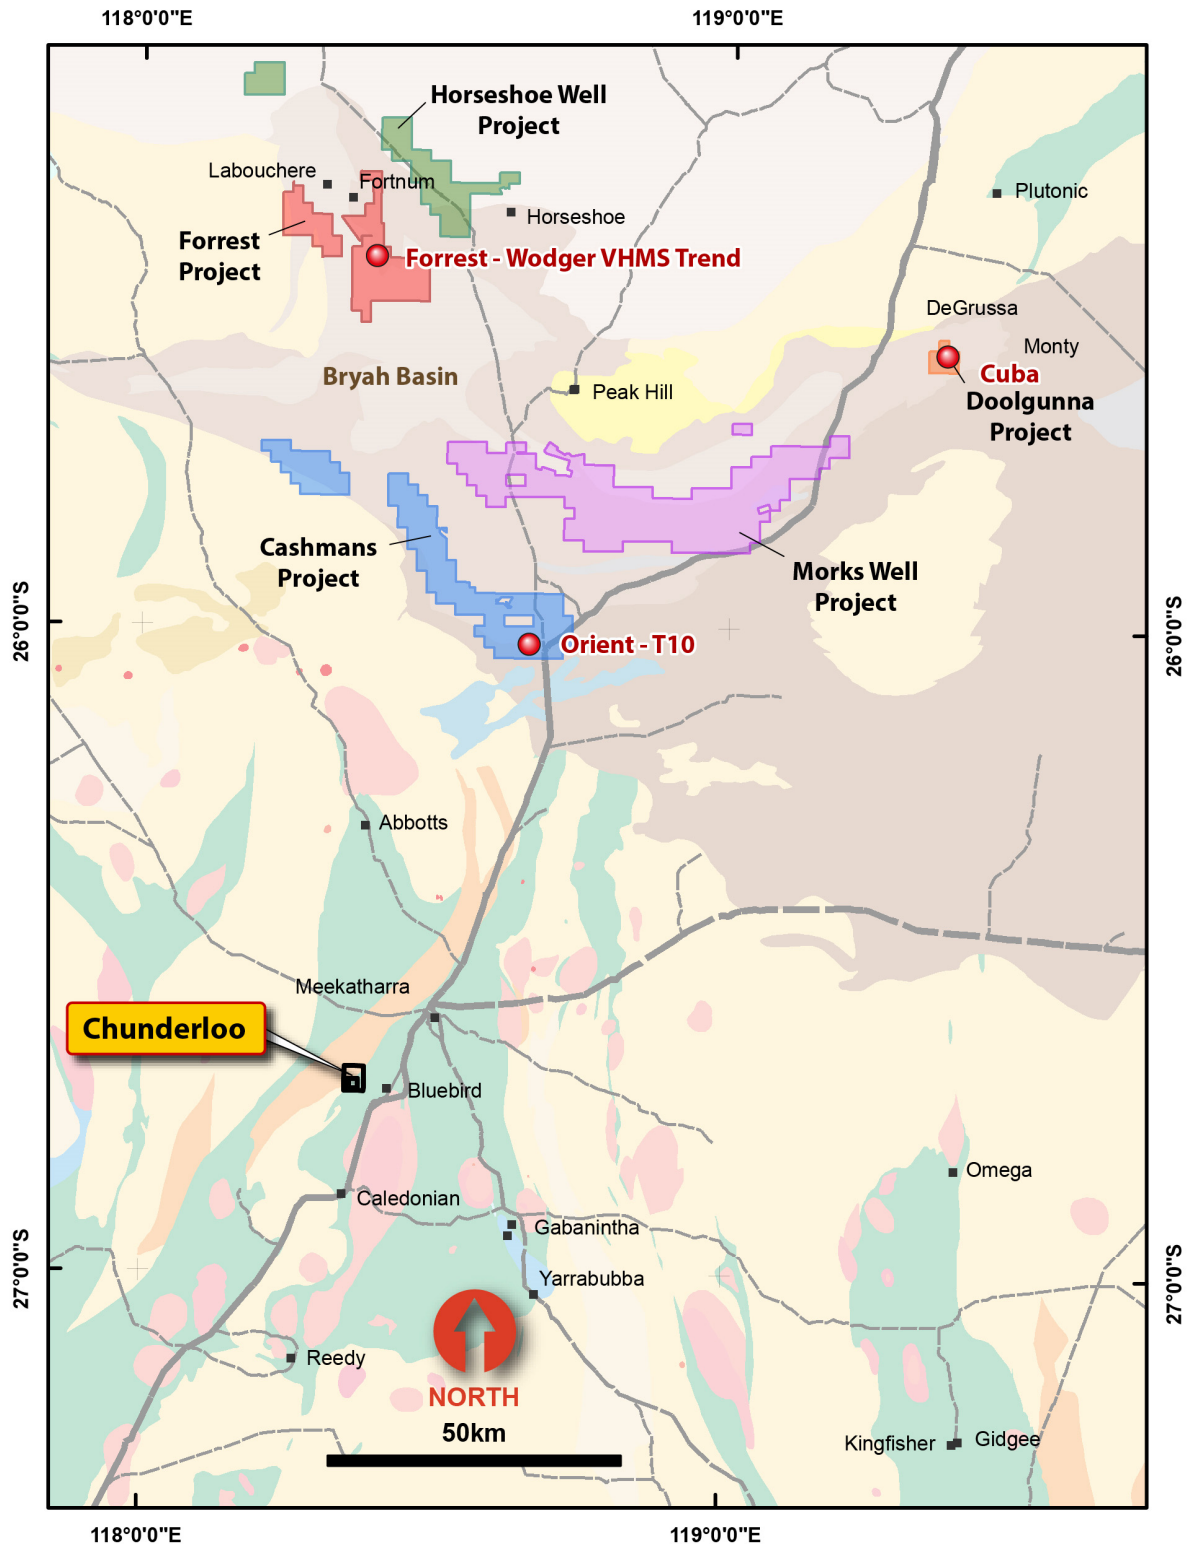 118°0'0"E
119°0'0"E
Horseshoe Well
Project
Labouchere
Fortnum
Plutonic
Horseshoe
Forrest
Project
Forrest - Wodger VHMS Trend
DeGrussa
Monty
Cuba
Bryah Basin
Peak Hill
Doolgunna
Project
Cashmans
Project
Morks Well
Project
26°0'0"S
26°0'0"S
Orient - T10
Abbotts
Meekatharra
Chunderloo
Bluebird
Omega
Caledonian
Gabanintha
27°0'0"S
27°0'0"S
Yarrabubba
Reedy
NORTH
50km
Kingfisher
Gidgee
118°0'0"E
119°0'0"E